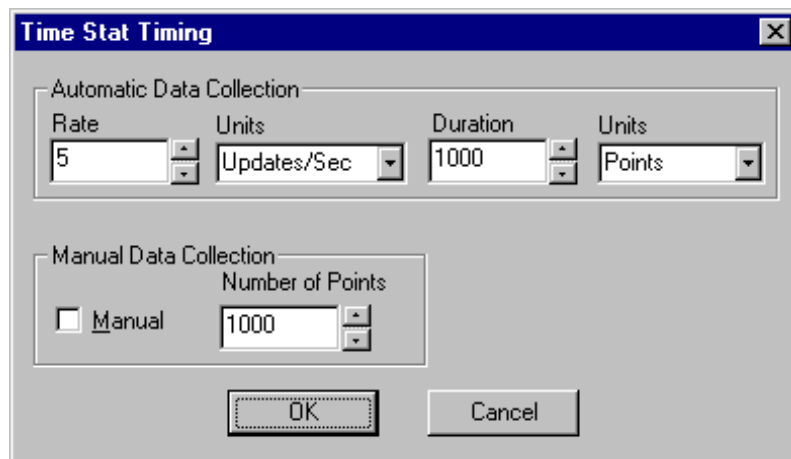 Time Stat Timing
Automatic Data Collection
Rate Units Duration Units
5 Updates/Sec 1000 Points
Manual Data Collection
Number of Points
Manual 1000
OK Cancel